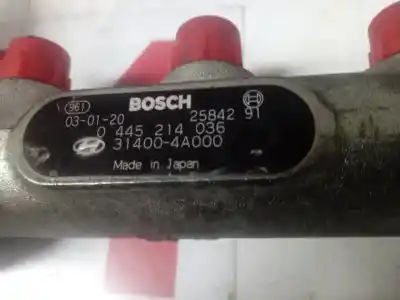 961
BOSCH
03-01-20 25842 91
0 445 214 036
31400-4A000
Made in Japan